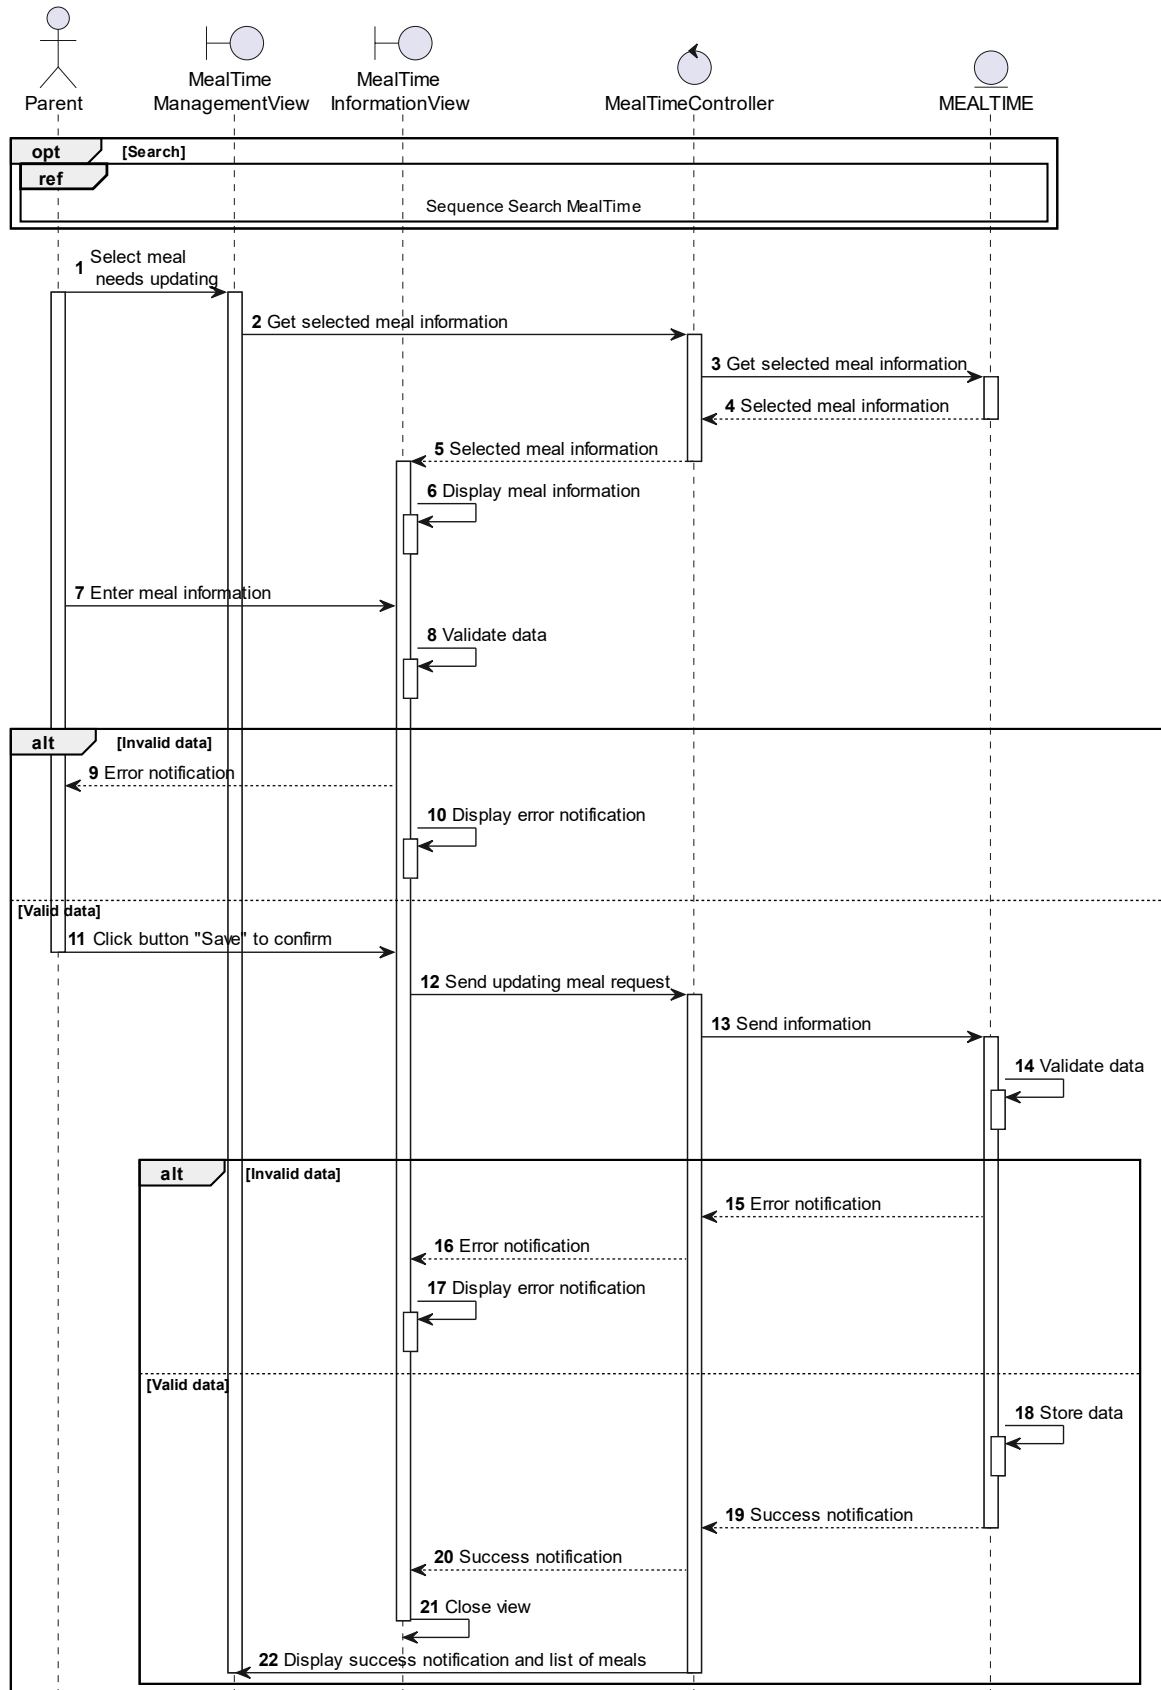 Parent
MealTime
ManagementView
MealTime
InformationView
MealTimeController
MEALTIME
opt [Search]
ref
Sequence Search MealTime
1 Select meal
needs updating
2 Get selected meal information
3 Get selected meal information
4 Selected meal information
5 Selected meal information
6 Display meal information
7 Enter meal information
8 Validate data
alt [Invalid data]
9 Error notification
10 Display error notification
[Valid data]
11 Click button "Save" to confirm
12 Send updating meal request
13 Send information
14 Validate data
alt [Invalid data]
15 Error notification
16 Error notification
17 Display error notification
[Valid data]
18 Store data
19 Success notification
20 Success notification
21 Close view
22 Display success notification and list of meals